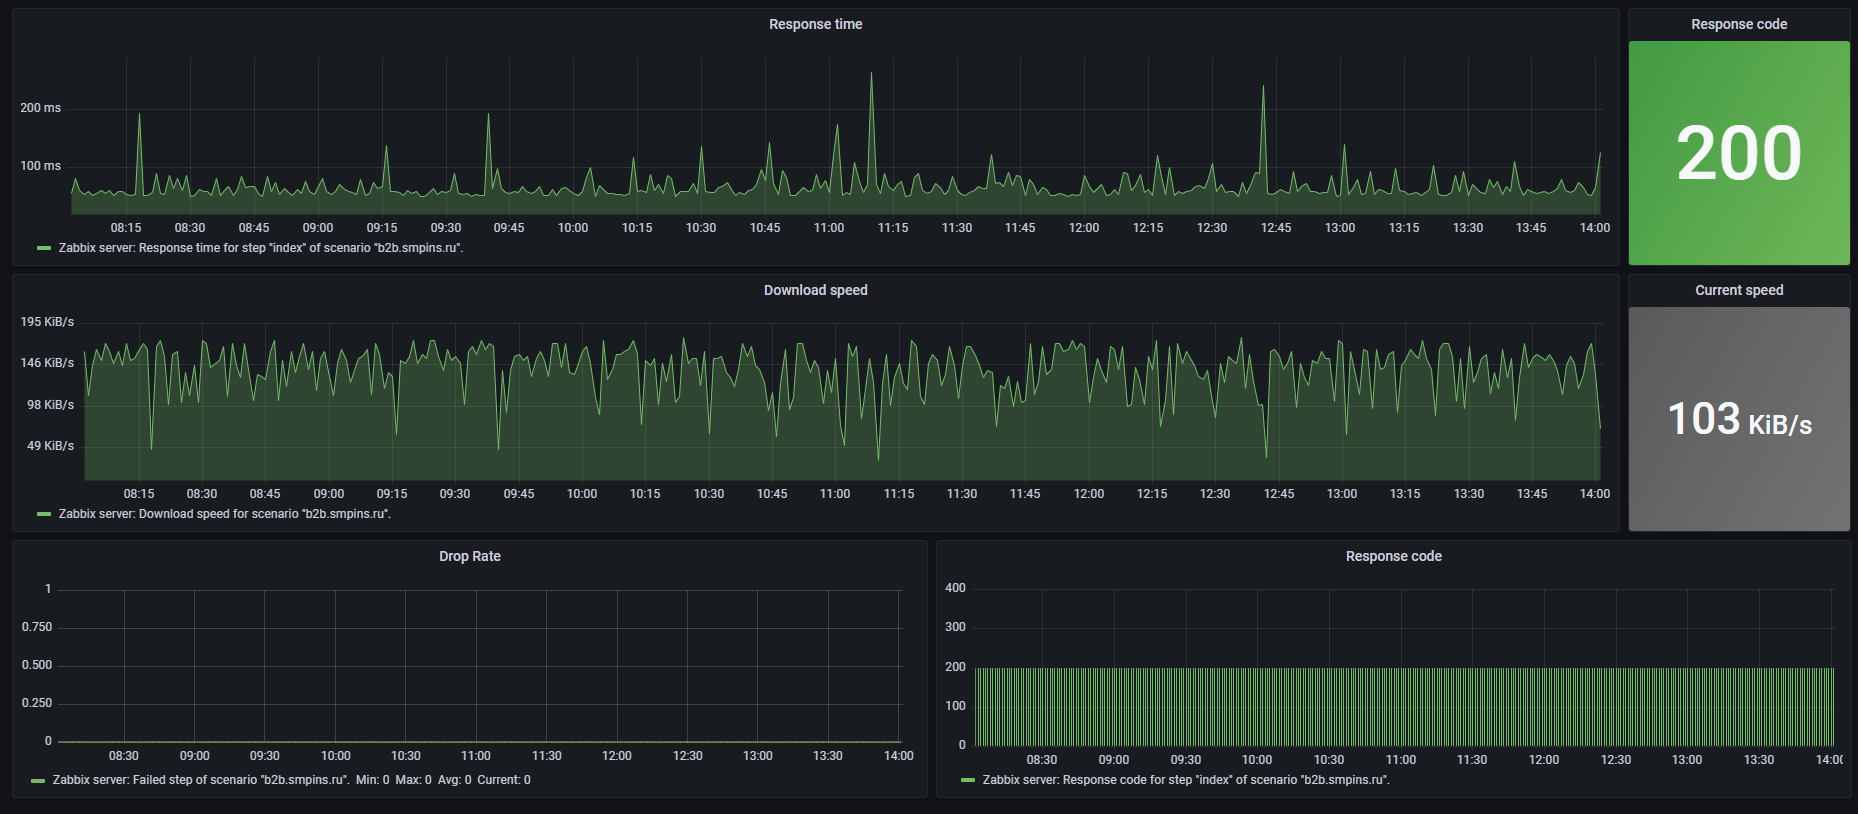 Response time
200 ms
100 ms
08:15 08:30 08:45 09:00 09:15 09:30 09:45 10:00 10:15 10:30 10:45 11:00 11:15 11:30 11:45 12:00 12:15 12:30 12:45 13:00 13:15 13:30 13:45 14:00
Zabbix server: Response time for step "index" of scenario "b2b.smpins.ru".
Response code
200
Download speed
195 KiB/s
146 KiB/s
98 KiB/s
49 KiB/s
08:15 08:30 08:45 09:00 09:15 09:30 09:45 10:00 10:15 10:30 10:45 11:00 11:15 11:30 11:45 12:00 12:15 12:30 12:45 13:00 13:15 13:30 13:45 14:00
Zabbix server: Download speed for scenario "b2b.smpins.ru".
Current speed
103 KiB/s
Drop Rate
1
0.750
0.500
0.250
0
08:30 09:00 09:30 10:00 10:30 11:00 11:30 12:00 12:30 13:00 13:30 14:00
Zabbix server: Failed step of scenario "b2b.smpins.ru". Min: 0 Max: 0 Avg: 0 Current: 0
Response code
400
300
200
100
0
08:30 09:00 09:30 10:00 10:30 11:00 11:30 12:00 12:30 13:00 13:30 14:00
Zabbix server: Response code for step "index" of scenario "b2b.smpins.ru".